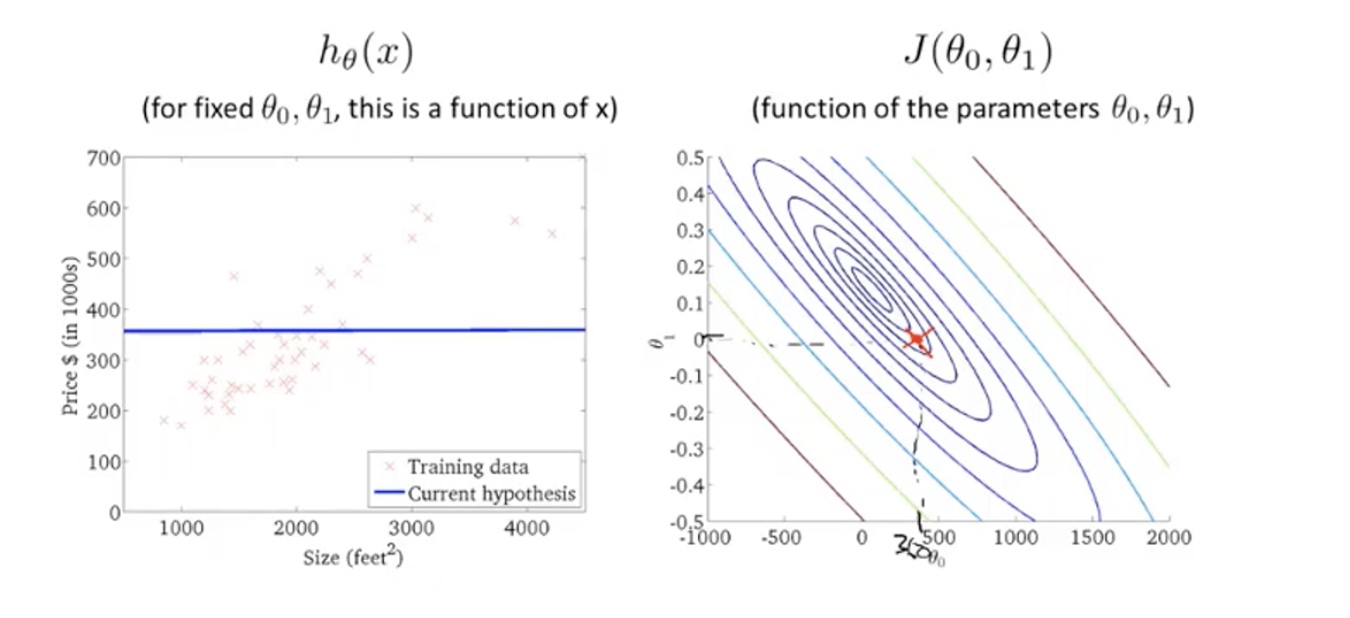 hθ(x)
(for fixed θ0, θ1, this is a function of x)
700
600
500
400
300
200
100
0
Price $ (in 1000s)
1000 2000 3000 4000
Size (feet²)
Training data
Current hypothesis
J(θ0, θ1)
(function of the parameters θ0, θ1)
0.5
0.4
0.3
0.2
0.1
0
-0.1
-0.2
-0.3
-0.4
-0.5
θ1
-1000 -500 0 500 1000 1500 2000
350
θ0